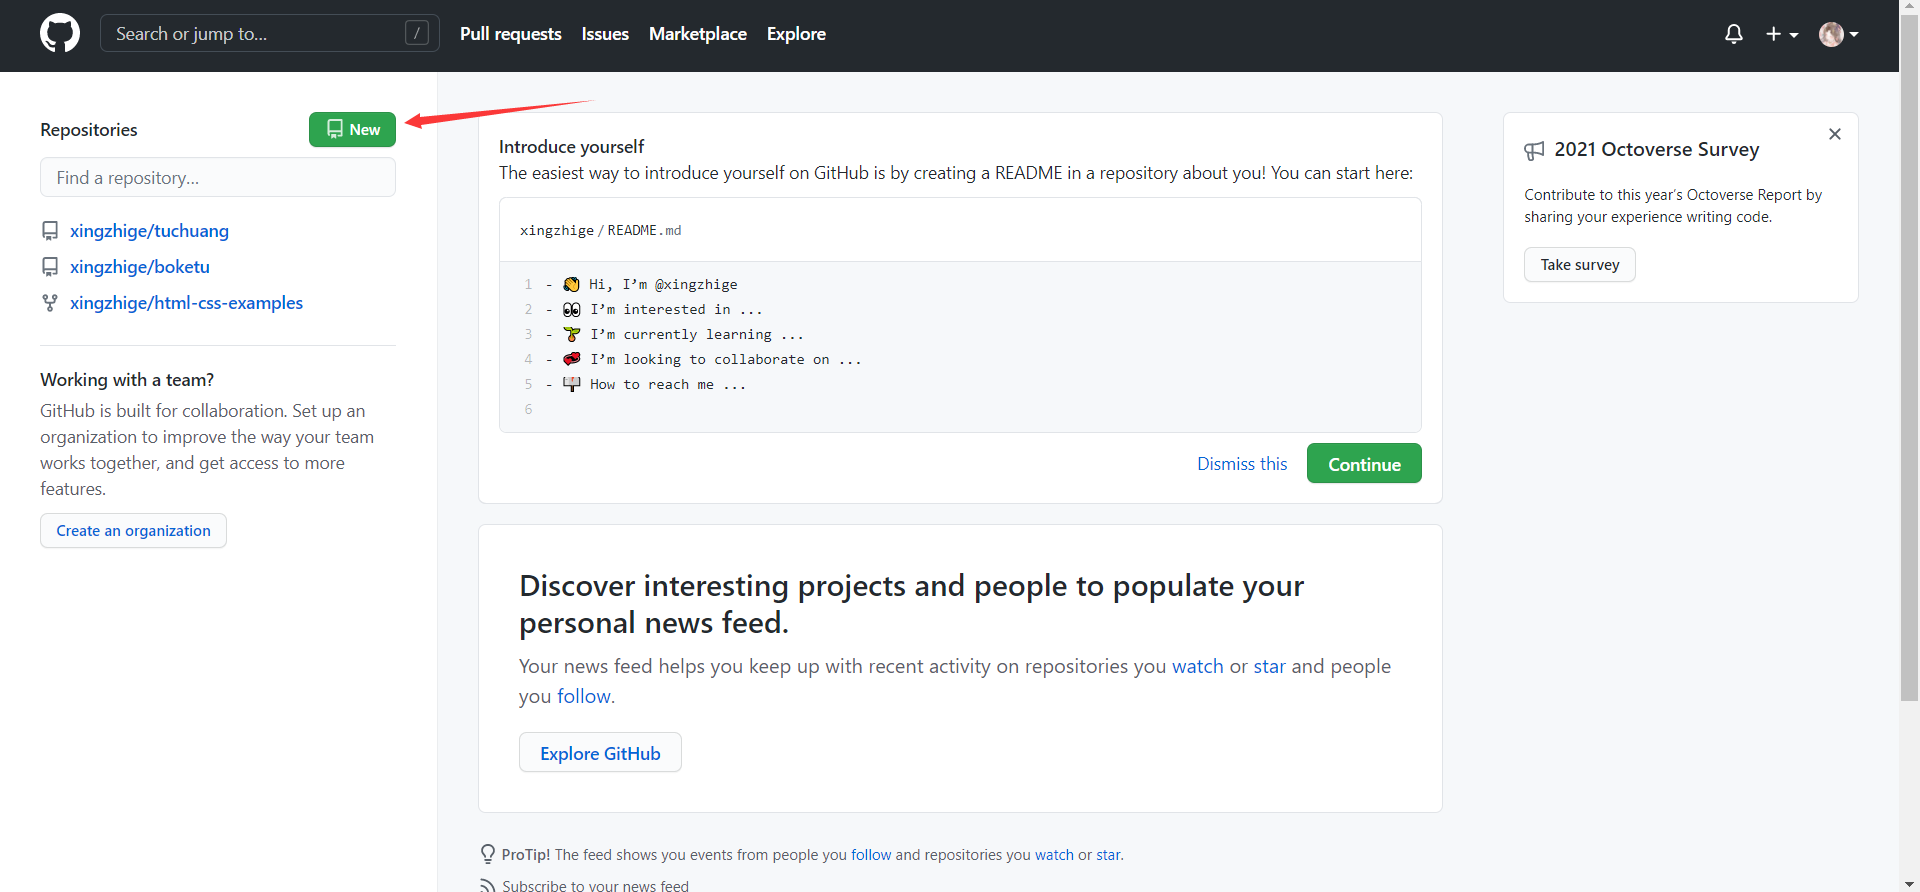 Search or jump to... /
Pull requests
Issues
Marketplace
Explore
Repositories
New
Find a repository...
xingzhige/tuchuang
xingzhige/boketu
xingzhige/html-css-examples
Working with a team?
GitHub is built for collaboration. Set up an
organization to improve the way your team
works together, and get access to more
features.
Create an organization
Introduce yourself
The easiest way to introduce yourself on GitHub is by creating a README in a repository about you! You can start here:
xingzhige/README.md
1 - 👋 Hi, I’m @xingzhige
2 - 👀 I’m interested in ...
3 - 🌱 I’m currently learning ...
4 - 💞️ I’m looking to collaborate on ...
5 - 📫 How to reach me ...
6
Dismiss this
Continue
Discover interesting projects and people to populate your
personal news feed.
Your news feed helps you keep up with recent activity on repositories you watch or star and people
you follow.
Explore GitHub
ProTip! The feed shows you events from people you follow and repositories you watch or star.
Subscribe to your news feed
2021 Octoverse Survey
Contribute to this year's Octoverse Report by
sharing your experience writing code.
Take survey